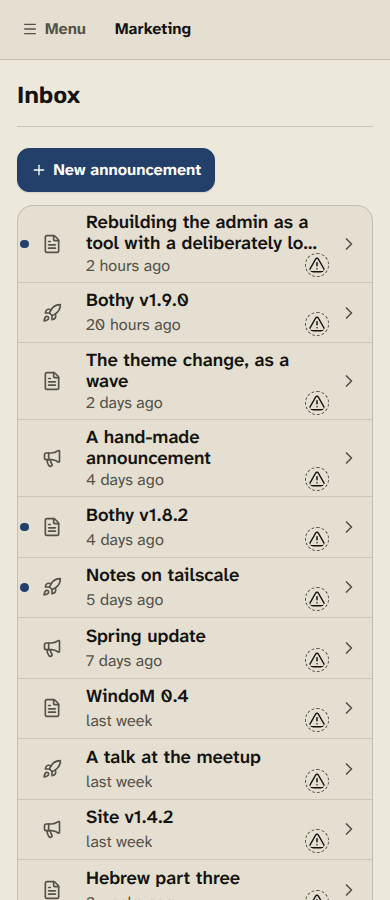 Menu Marketing
Inbox
New announcement
Rebuilding the admin as a
tool with a deliberately lo...
2 hours ago
Bothy v1.9.0
20 hours ago
The theme change, as a
wave
2 days ago
A hand-made
announcement
4 days ago
Bothy v1.8.2
4 days ago
Notes on tailscale
5 days ago
Spring update
7 days ago
WindoM 0.4
last week
A talk at the meetup
last week
Site v1.4.2
last week
Hebrew part three